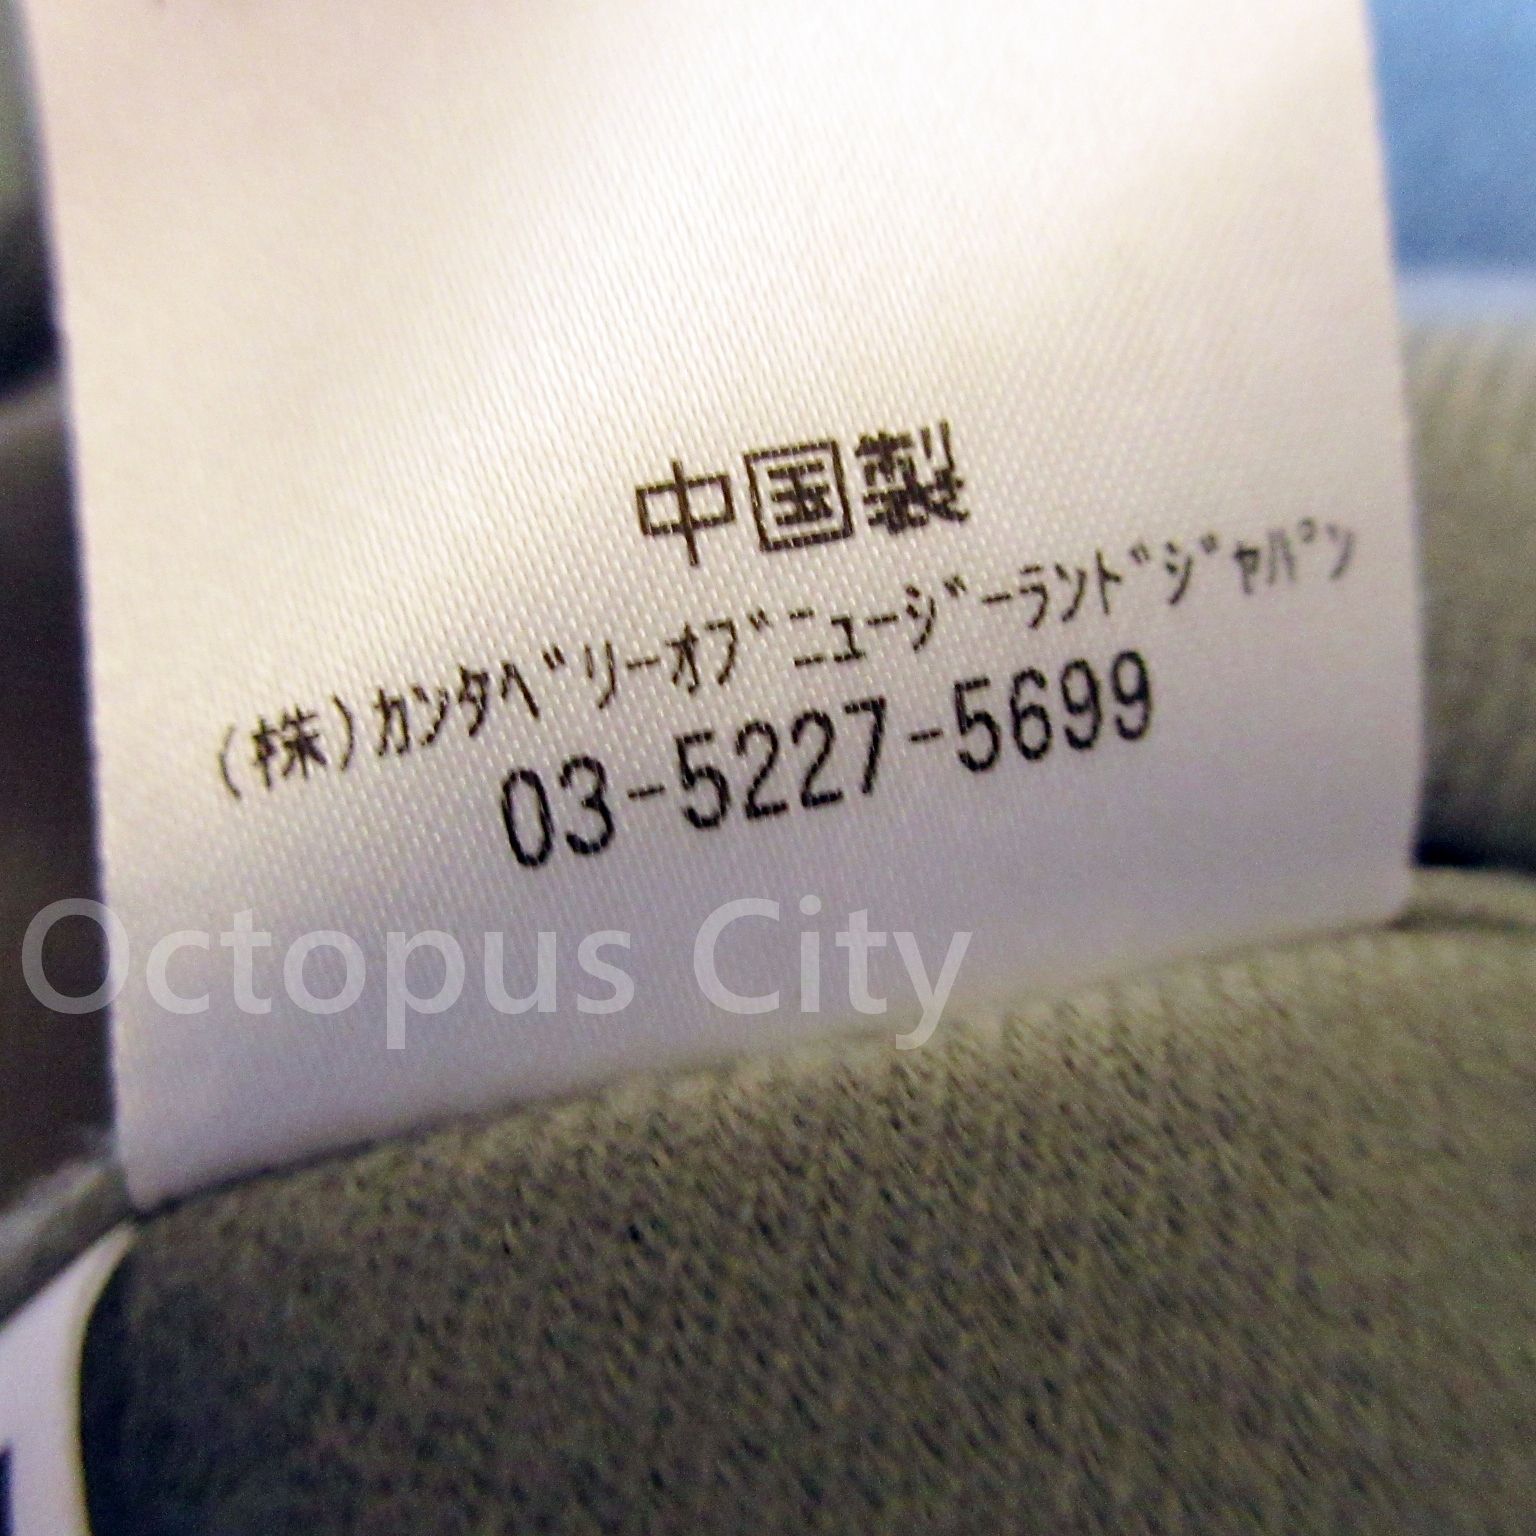 中国製
(株)カンタベリーオブニュージーランドジャパン
03-5227-5699
Octopus City